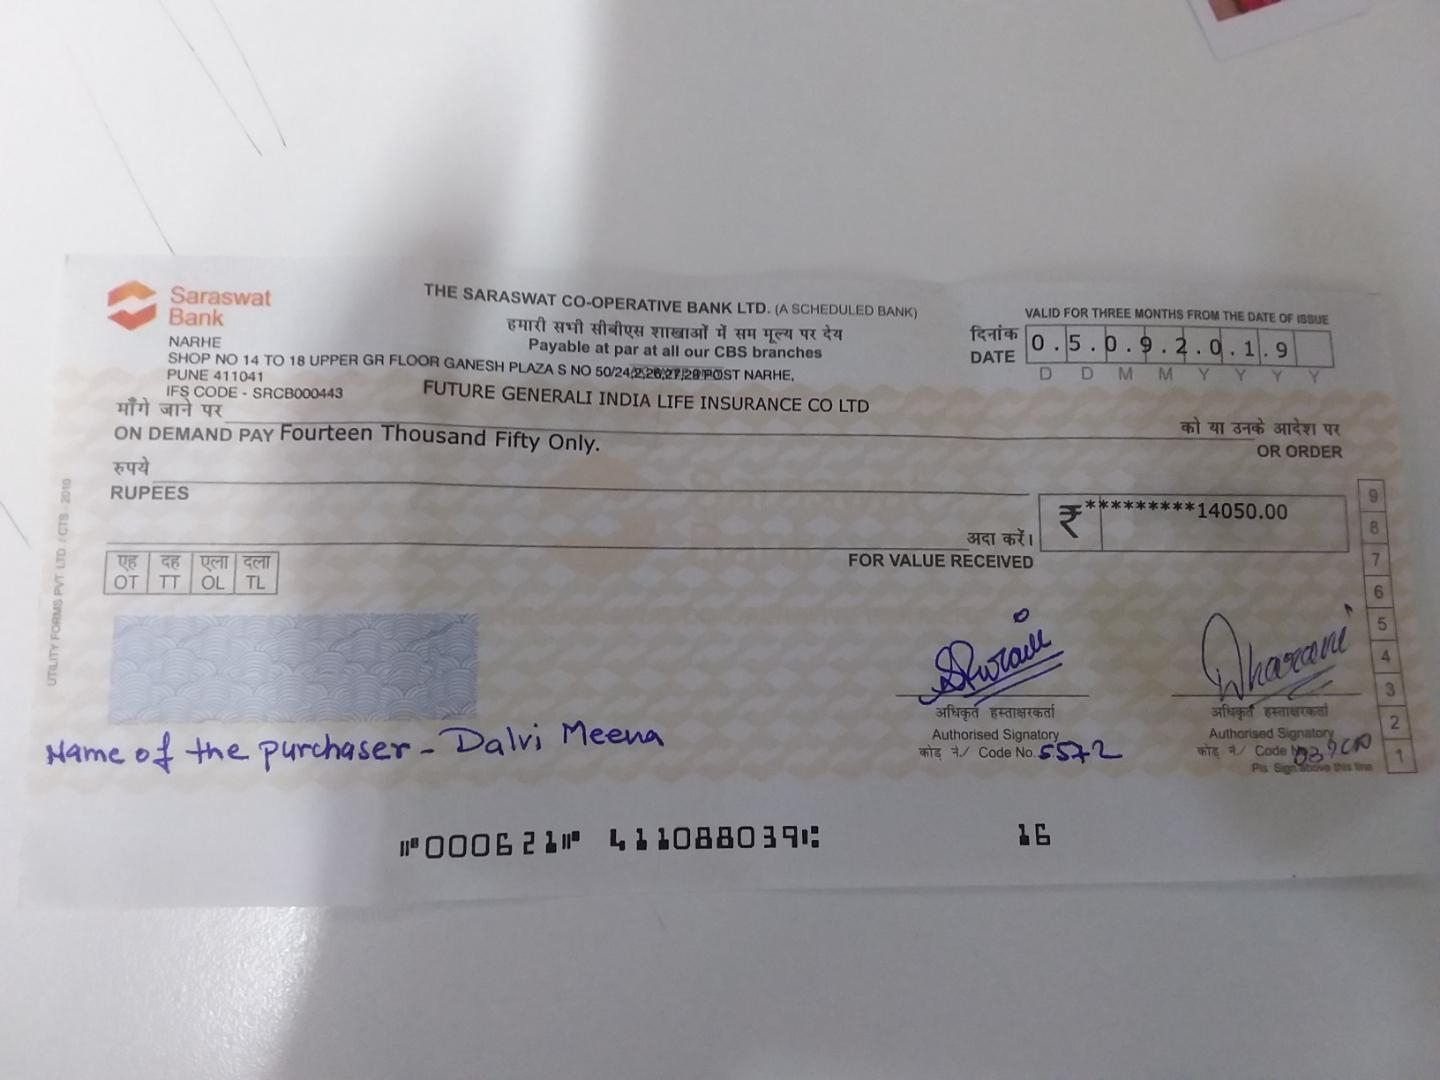 Saraswat
Bank
THE SARASWAT CO-OPERATIVE BANK LTD. (A SCHEDULED BANK)
हमारी सभी सीबीएस शाखाओं में सम मूल्य पर देय
Payable at par at all our CBS branches
VALID FOR THREE MONTHS FROM THE DATE OF ISSUE
दिनांक
DATE 0.5.0.9.2.0.1.9
D D M M Y Y Y Y
NARHE
SHOP NO 14 TO 18 UPPER GR FLOOR GANESH PLAZA S NO 50/24,2,26,27,28 POST NARHE,
PUNE 411041
IFS CODE - SRCB000443
FUTURE GENERALI INDIA LIFE INSURANCE CO LTD
माँगे जाने पर
को या उनके आदेश पर
ON DEMAND PAY Fourteen Thousand Fifty Only.
OR ORDER
रुपये
RUPEES
₹ *********14050.00
अदा करें।
FOR VALUE RECEIVED
एह दह एला दला
OT TT OL TL
9
8
7
6
5
4
3
2
1
UTILITY FORMS PVT LTD / CTS - 2010
अधिकृत हस्ताक्षरकर्ता
Authorised Signatory
कोड नं./ Code No. 5572
Dharani
अधिकृत हस्ताक्षरकर्ता
Authorised Signatory
कोड नं./ Code
Pls. Sign above this line
Name of the purchaser - Dalvi Meena
⑈000621⑈ 411088039⑆ 16